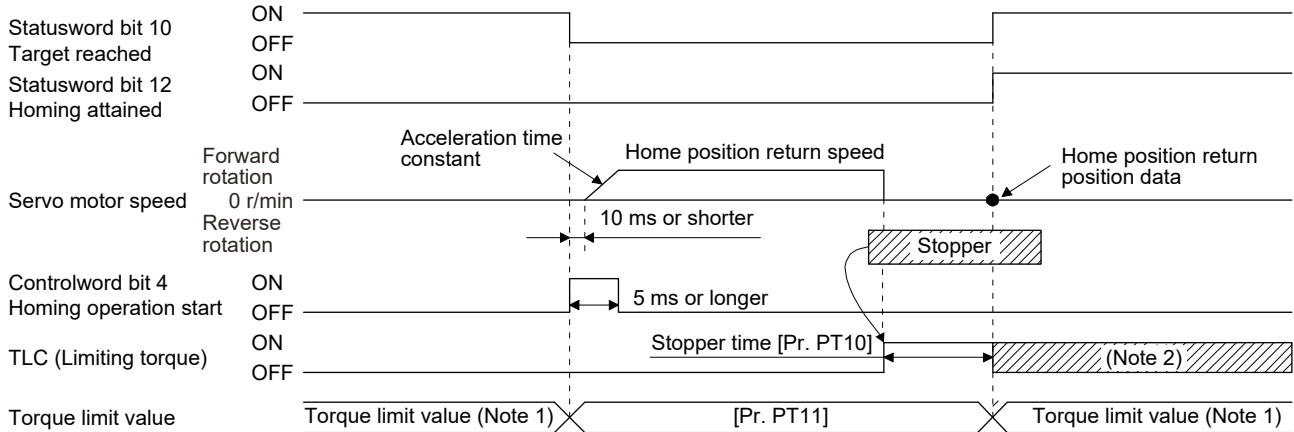 Statusword bit 10
Target reached
ON
OFF
Statusword bit 12
Homing attained
ON
OFF
Servo motor speed
Forward
rotation
0 r/min
Reverse
rotation
Acceleration time
constant
Home position return speed
Home position return
position data
10 ms or shorter
Stopper
Controlword bit 4
Homing operation start
ON
OFF
5 ms or longer
TLC (Limiting torque)
ON
OFF
Stopper time [Pr. PT10]
(Note 2)
Torque limit value
Torque limit value (Note 1)
[Pr. PT11]
Torque limit value (Note 1)